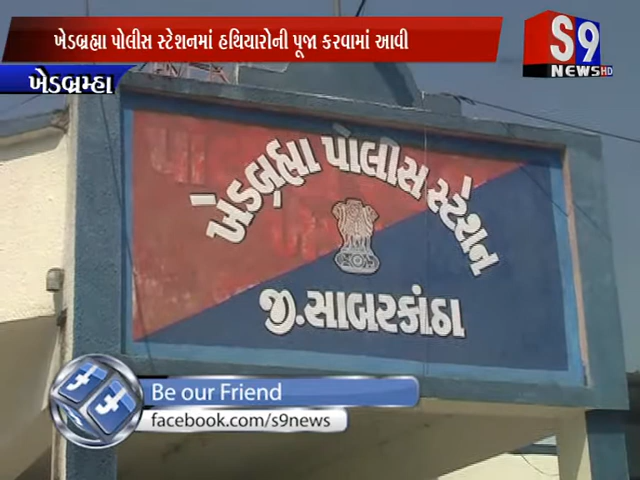 ખેડબ્રહ્મા પોલીસ સ્ટેશનમાં હથિયારોની પૂજા કરવામાં આવી
S9
NEWS HD
ખેડબ્રમ્હા
ખેડબ્રહ્મા પોલીસ સ્ટેશન
જી.સાબરકાંઠા
Be our Friend
facebook.com/s9news